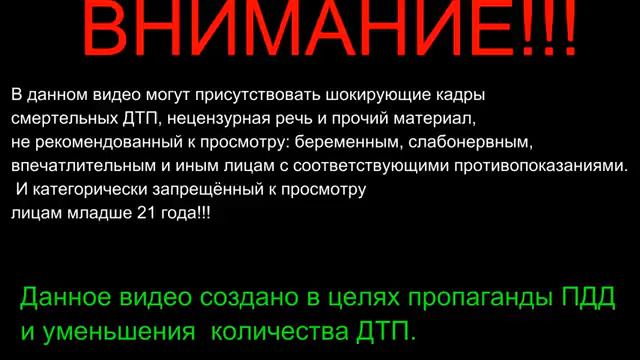 ВНИМАНИЕ!!!
В данном видео могут присутствовать шокирующие кадры
смертельных ДТП, нецензурная речь и прочий материал,
не рекомендованный к просмотру: беременным, слабонервным,
впечатлительным и иным лицам с соответствующими противопоказаниями.
И категорически запрещённый к просмотру
лицам младше 21 года!!!
Данное видео создано в целях пропаганды ПДД
и уменьшения количества ДТП.